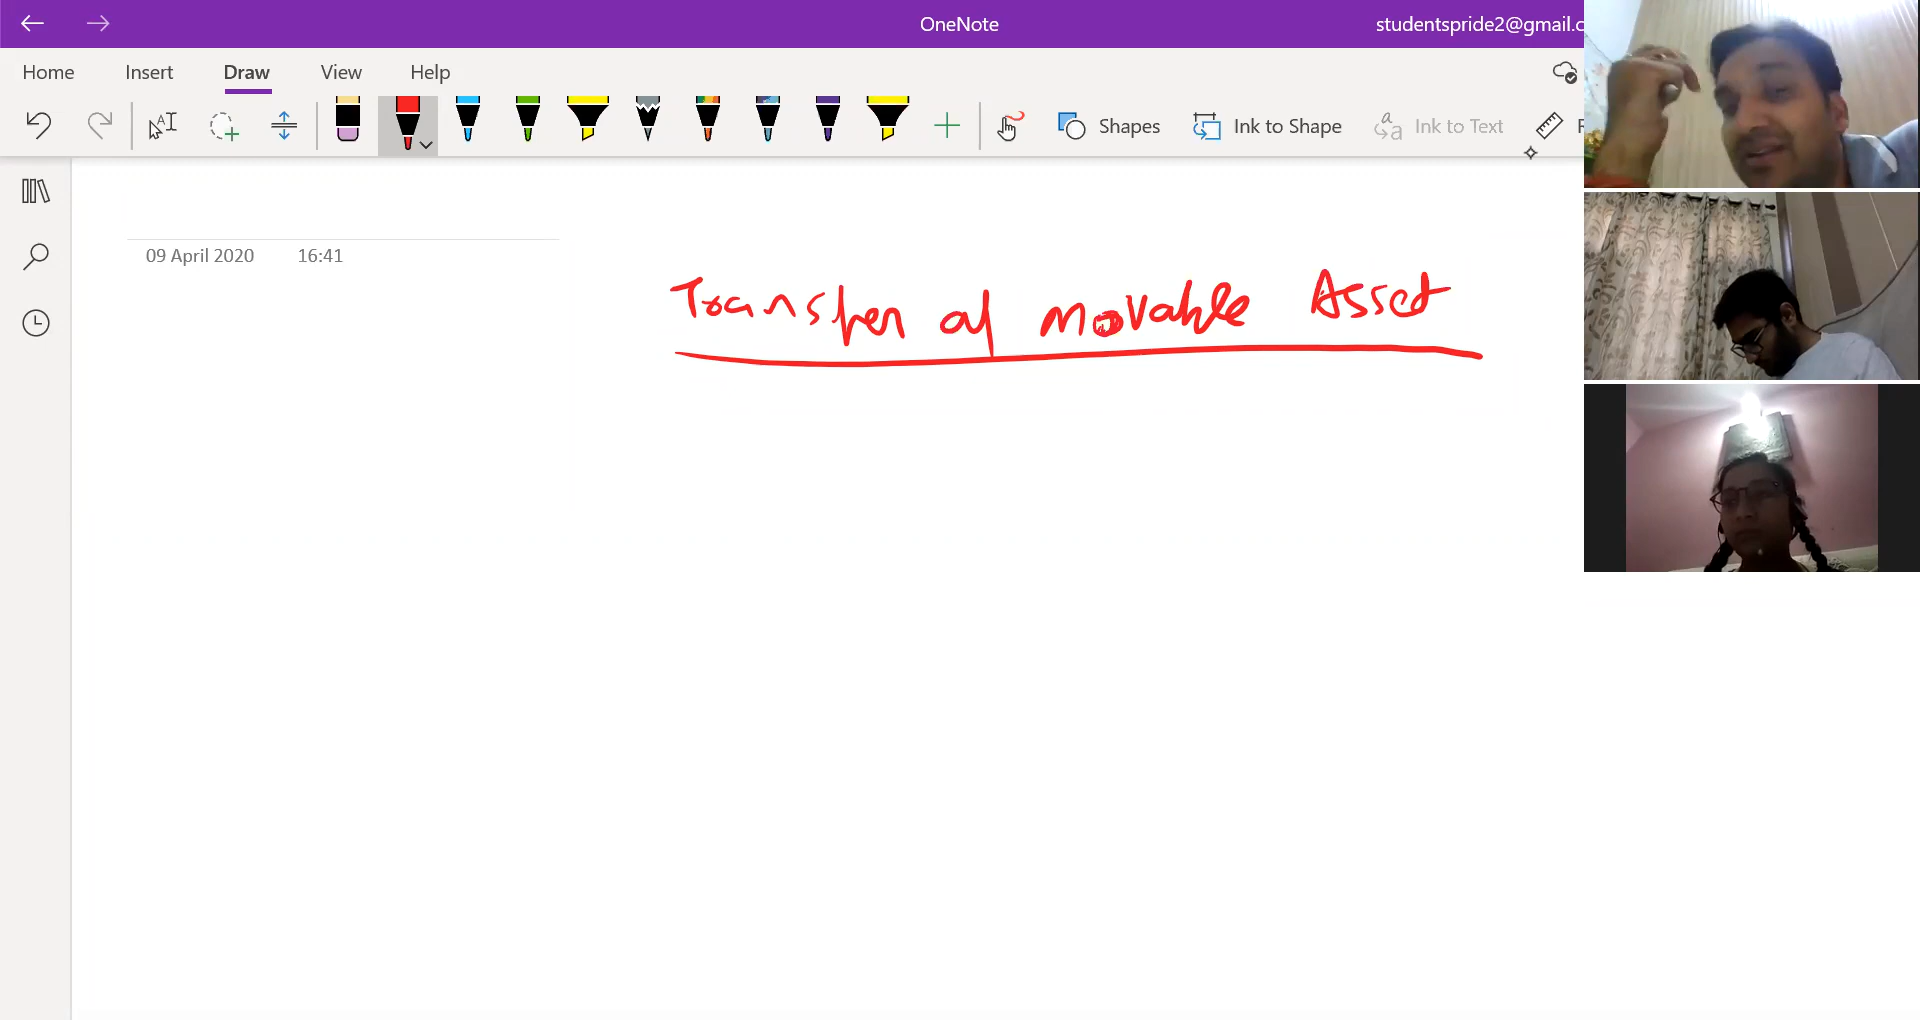 OneNote
studentspride2@gmail.c
Home Insert Draw View Help
Shapes Ink to Shape Ink to Text
09 April 2020 16:41
Transfer of movable Asset